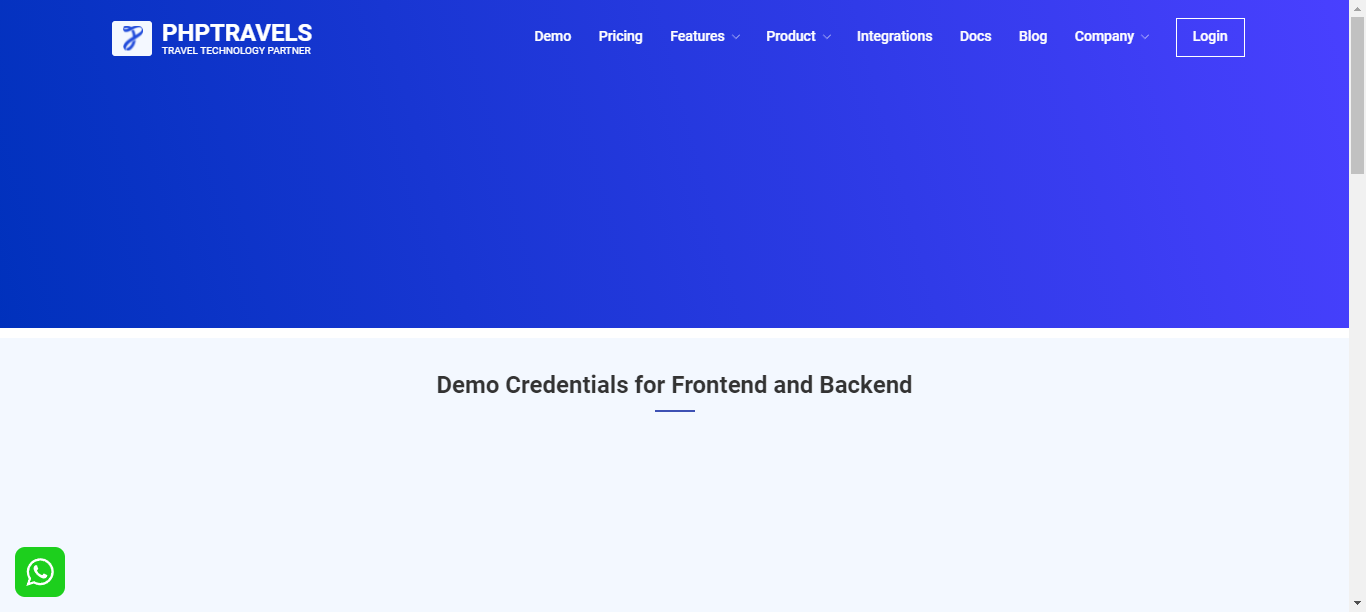 PHPTRAVELS
TRAVEL TECHNOLOGY PARTNER
Demo Pricing Features Product Integrations Docs Blog Company Login
Demo Credentials for Frontend and Backend